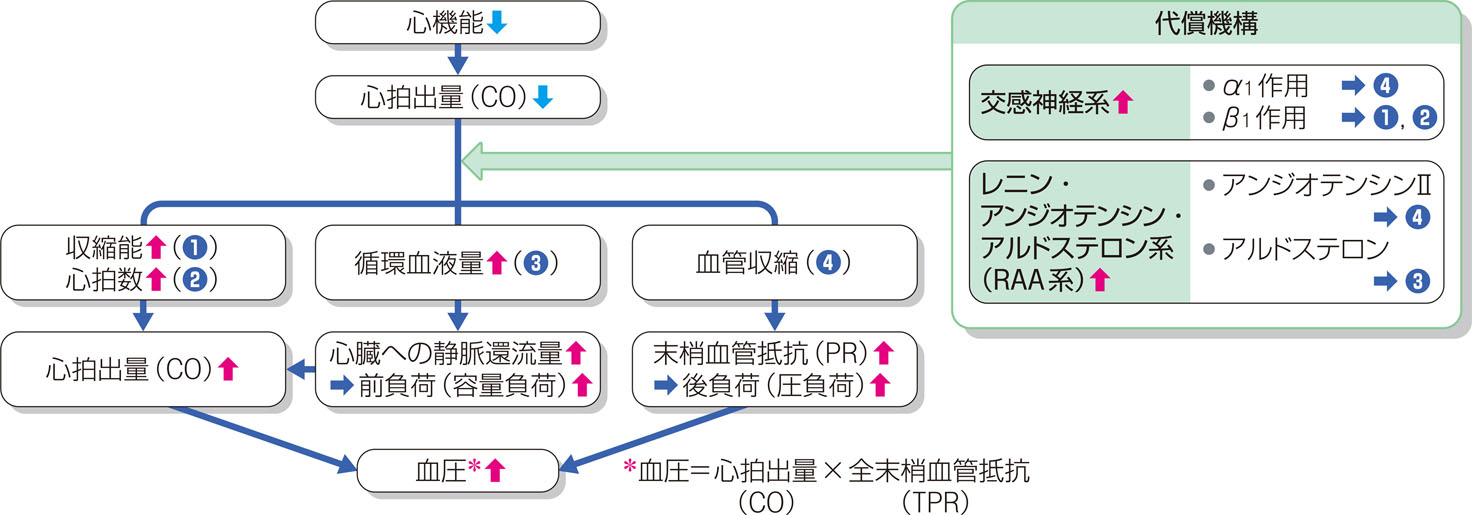 心機能⬇
心拍出量（CO）⬇
収縮能⬆（❶）
心拍数⬆（❷）
循環血液量⬆（❸）
血管収縮（❹）
心拍出量（CO）⬆
心臓への静脈還流量⬆
➡前負荷（容量負荷）⬆
末梢血管抵抗（PR）⬆
➡後負荷（圧負荷）⬆
血圧*⬆
*血圧＝心拍出量×全末梢血管抵抗
（CO）　（TPR）
代償機構
交感神経系⬆
● α1作用 ➡❹
● β1作用 ➡❶, ❷
レニン・
アンジオテンシン・
アルドステロン系
（RAA系）⬆
● アンジオテンシンⅡ
➡❹
● アルドステロン
➡❸